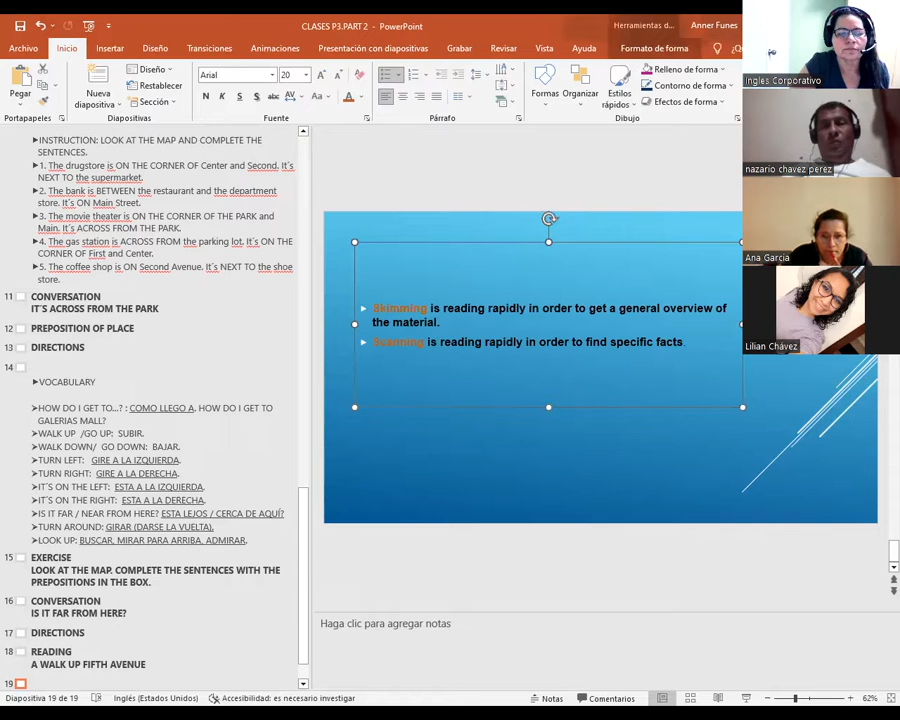 CLASES P3.PART 2 - PowerPoint
Herramientas d...
Anner Funes
Archivo Inicio Insertar Diseño Transiciones Animaciones Presentación con diapositivas Grabar Revisar Vista Ayuda Formato de forma
Pegar
Nueva diapositiva
Diseño
Restablecer
Sección
Arial 20
N K S S abc AV Aa A
Formas Organizar Estilos rápidos
Relleno de forma
Contorno de forma
Efectos de forma
Portapapeles Diapositivas Fuente Párrafo Dibujo
Ingles Corporativo
nazario chavez perez
Ana Garcia
Lilian Chávez
INSTRUCTION: LOOK AT THE MAP AND COMPLETE THE
SENTENCES.
1. The drugstore is ON THE CORNER OF Center and Second. It´s
NEXT TO the supermarket.
2. The bank is BETWEEN the restaurant and the department
store. It´s ON Main Street.
3. The movie theater is ON THE CORNER OF THE PARK and
Main. It´s ACROSS FROM THE PARK.
4. The gas station is ACROSS FROM the parking lot. It´S ON THE
CORNER OF First and Center.
5. The coffee shop is ON Second Avenue. It´S NEXT TO the shoe
store.
11 CONVERSATION
IT´S ACROSS FROM THE PARK
12 PREPOSITION OF PLACE
13 DIRECTIONS
14
VOCABULARY
HOW DO I GET TO...? : COMO LLEGO A. HOW DO I GET TO
GALERIAS MALL?
WALK UP /GO UP: SUBIR.
WALK DOWN/ GO DOWN: BAJAR.
TURN LEFT: GIRE A LA IZQUIERDA.
TURN RIGHT: GIRE A LA DERECHA.
IT´S ON THE LEFT: ESTA A LA IZQUIERDA.
IT´S ON THE RIGHT: ESTA A LA DERECHA.
IS IT FAR / NEAR FROM HERE? ESTA LEJOS / CERCA DE AQUÍ?
TURN AROUND: GIRAR (DARSE LA VUELTA).
LOOK UP: BUSCAR, MIRAR PARA ARRIBA, ADMIRAR.
15 EXERCISE
LOOK AT THE MAP. COMPLETE THE SENTENCES WITH THE
PREPOSITIONS IN THE BOX.
16 CONVERSATION
IS IT FAR FROM HERE?
17 DIRECTIONS
18 READING
A WALK UP FIFTH AVENUE
19
Skimming is reading rapidly in order to get a general overview of
the material.
Scanning is reading rapidly in order to find specific facts.
Haga clic para agregar notas
Diapositiva 19 de 19 Inglés (Estados Unidos) Accesibilidad: es necesario investigar Notas Comentarios 62%